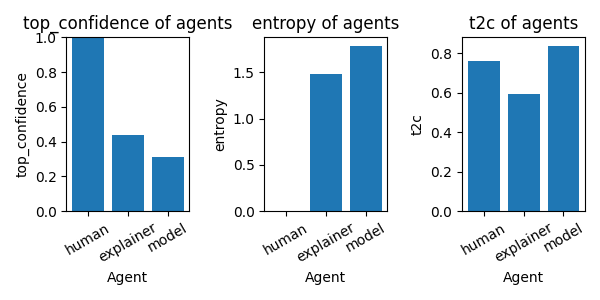 top_confidence of agents
1.0
0.8
0.6
0.4
0.2
0.0
top_confidence
human
explainer
model
Agent
entropy of agents
1.5
1.0
0.5
0.0
entropy
human
explainer
model
Agent
t2c of agents
0.8
0.6
0.4
0.2
0.0
t2c
human
explainer
model
Agent